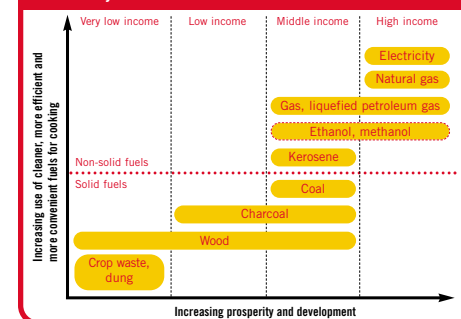 Very low income
Low income
Middle income
High income
Electricity
Natural gas
Gas, liquefied petroleum gas
Ethanol, methanol
Kerosene
Non-solid fuels
Solid fuels
Coal
Charcoal
Wood
Crop waste,
dung
Increasing use of cleaner, more efficient and
more convenient fuels for cooking
Increasing prosperity and development